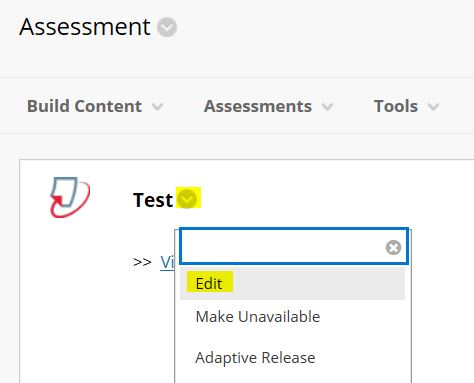 Assessment
Build Content Assessments Tools
Test
>> Vi
Edit
Make Unavailable
Adaptive Release